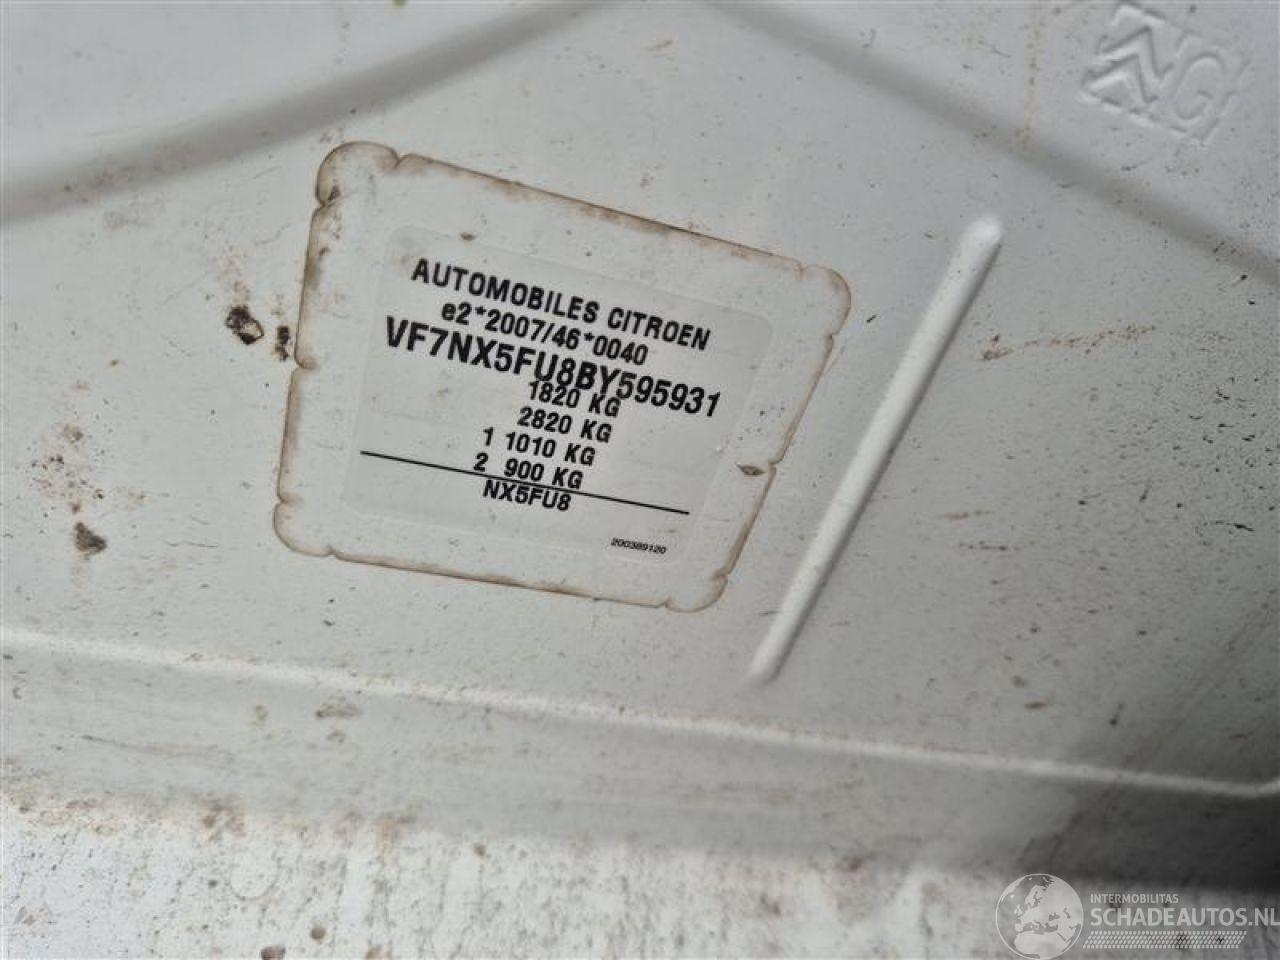 AUTOMOBILES CITROEN
e2*2007/46*0040
VF7NX5FU8BY595931
1820 KG
2820 KG
1 1010 KG
2 900 KG
NX5FU8
200389120
INTERMOBILITAS
SCHADEAUTOS.NL